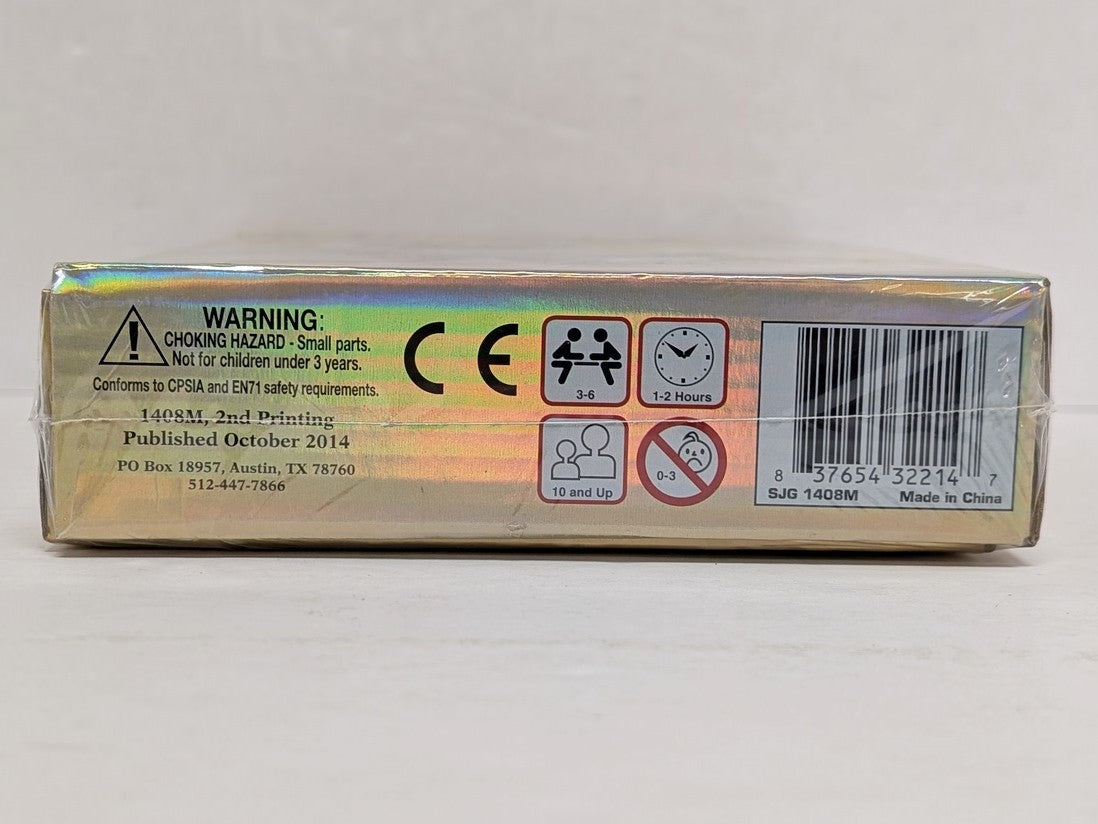 WARNING:
CHOKING HAZARD - Small parts.
Not for children under 3 years.
Conforms to CPSIA and EN71 safety requirements.
1408M, 2nd Printing
Published October 2014
PO Box 18957, Austin, TX 78760
512-447-7866
CE
3-6
1-2 Hours
10 and Up
0-3
8 37654 32214 7
SJG 1408M Made in China